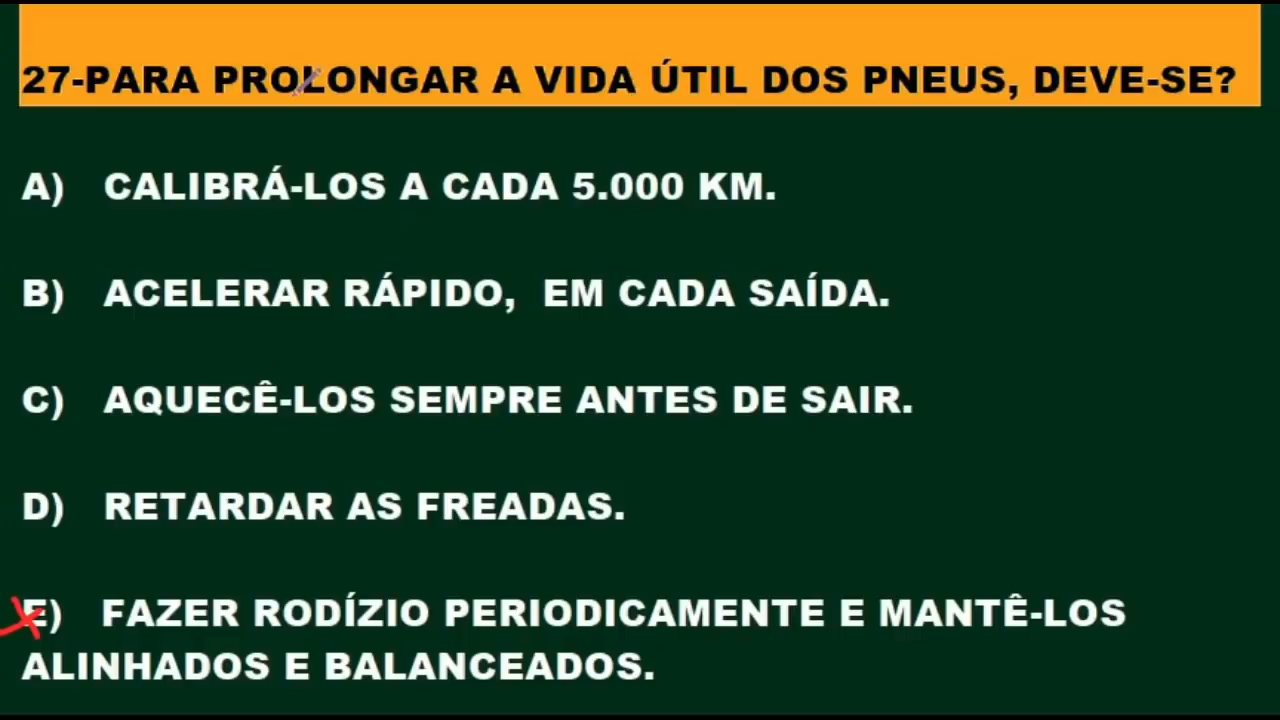 27-PARA PROLONGAR A VIDA ÚTIL DOS PNEUS, DEVE-SE?
A) CALIBRÁ-LOS A CADA 5.000 KM.
B) ACELERAR RÁPIDO, EM CADA SAÍDA.
C) AQUECÊ-LOS SEMPRE ANTES DE SAIR.
D) RETARDAR AS FREADAS.
E) FAZER RODÍZIO PERIODICAMENTE E MANTÊ-LOS
ALINHADOS E BALANCEADOS.